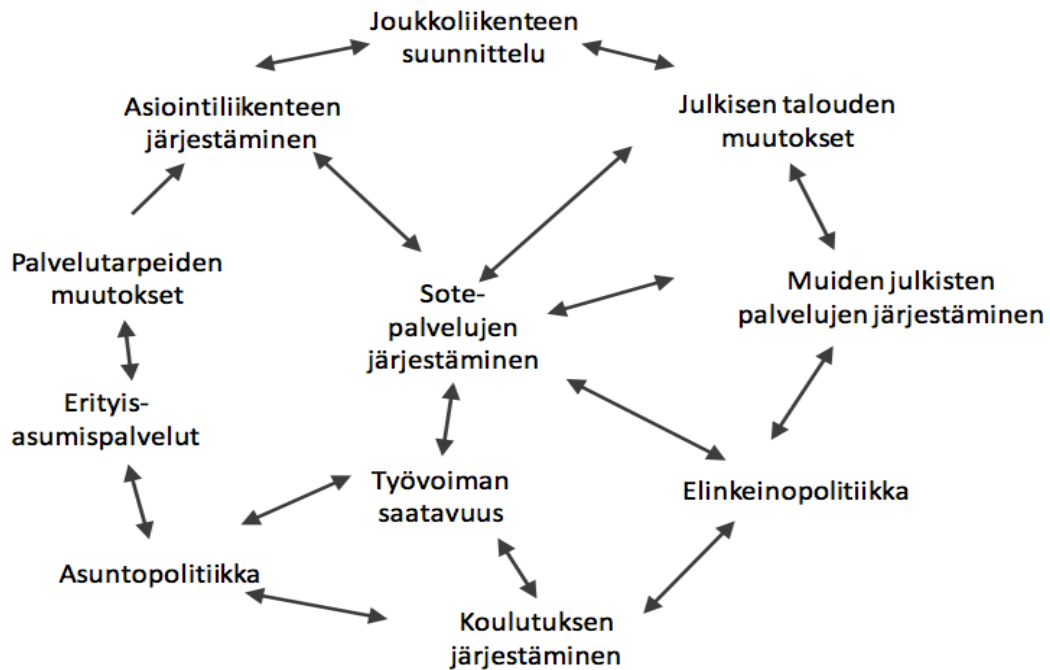 Joukkoliikenteen
suunnittelu
Asiointiliikenteen
järjestäminen
Julkisen talouden
muutokset
Palvelutarpeiden
muutokset
Sote-
palvelujen
järjestäminen
Muiden julkisten
palvelujen järjestäminen
Erityis-
asumispalvelut
Työvoiman
saatavuus
Elinkeinopolitiikka
Asuntopolitiikka
Koulutuksen
järjestäminen